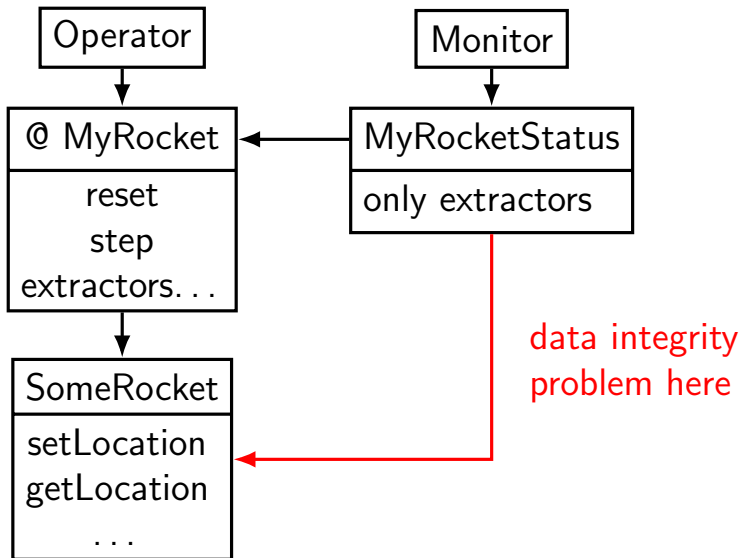 Operator
Monitor
@ MyRocket
MyRocketStatus
reset
step
extractors...
only extractors
data integrity
problem here
SomeRocket
setLocation
getLocation
...